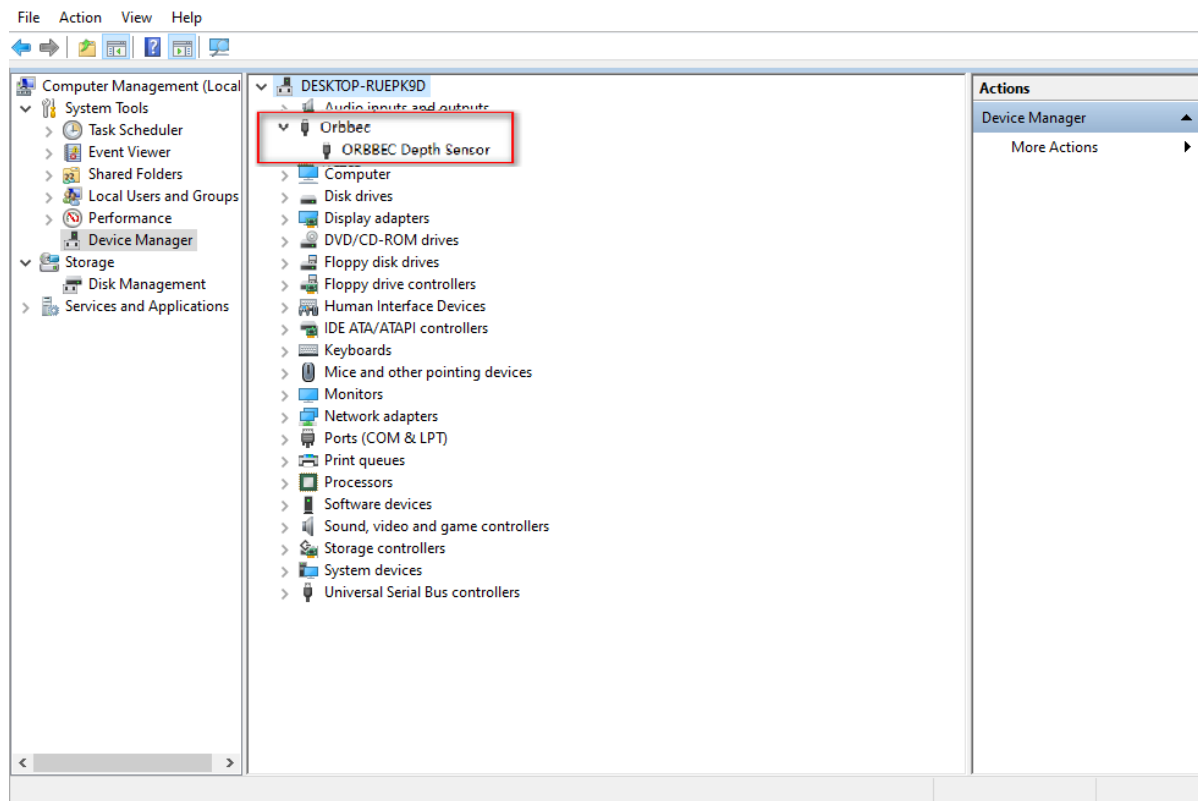 File Action View Help
Computer Management (Local
System Tools
Task Scheduler
Event Viewer
Shared Folders
Local Users and Groups
Performance
Device Manager
Storage
Disk Management
Services and Applications
DESKTOP-RUEPK9D
Audio inputs and outputs
Orbbec
ORBBEC Depth Sensor
Computer
Disk drives
Display adapters
DVD/CD-ROM drives
Floppy disk drives
Floppy drive controllers
Human Interface Devices
IDE ATA/ATAPI controllers
Keyboards
Mice and other pointing devices
Monitors
Network adapters
Ports (COM & LPT)
Print queues
Processors
Software devices
Sound, video and game controllers
Storage controllers
System devices
Universal Serial Bus controllers
Actions
Device Manager
More Actions